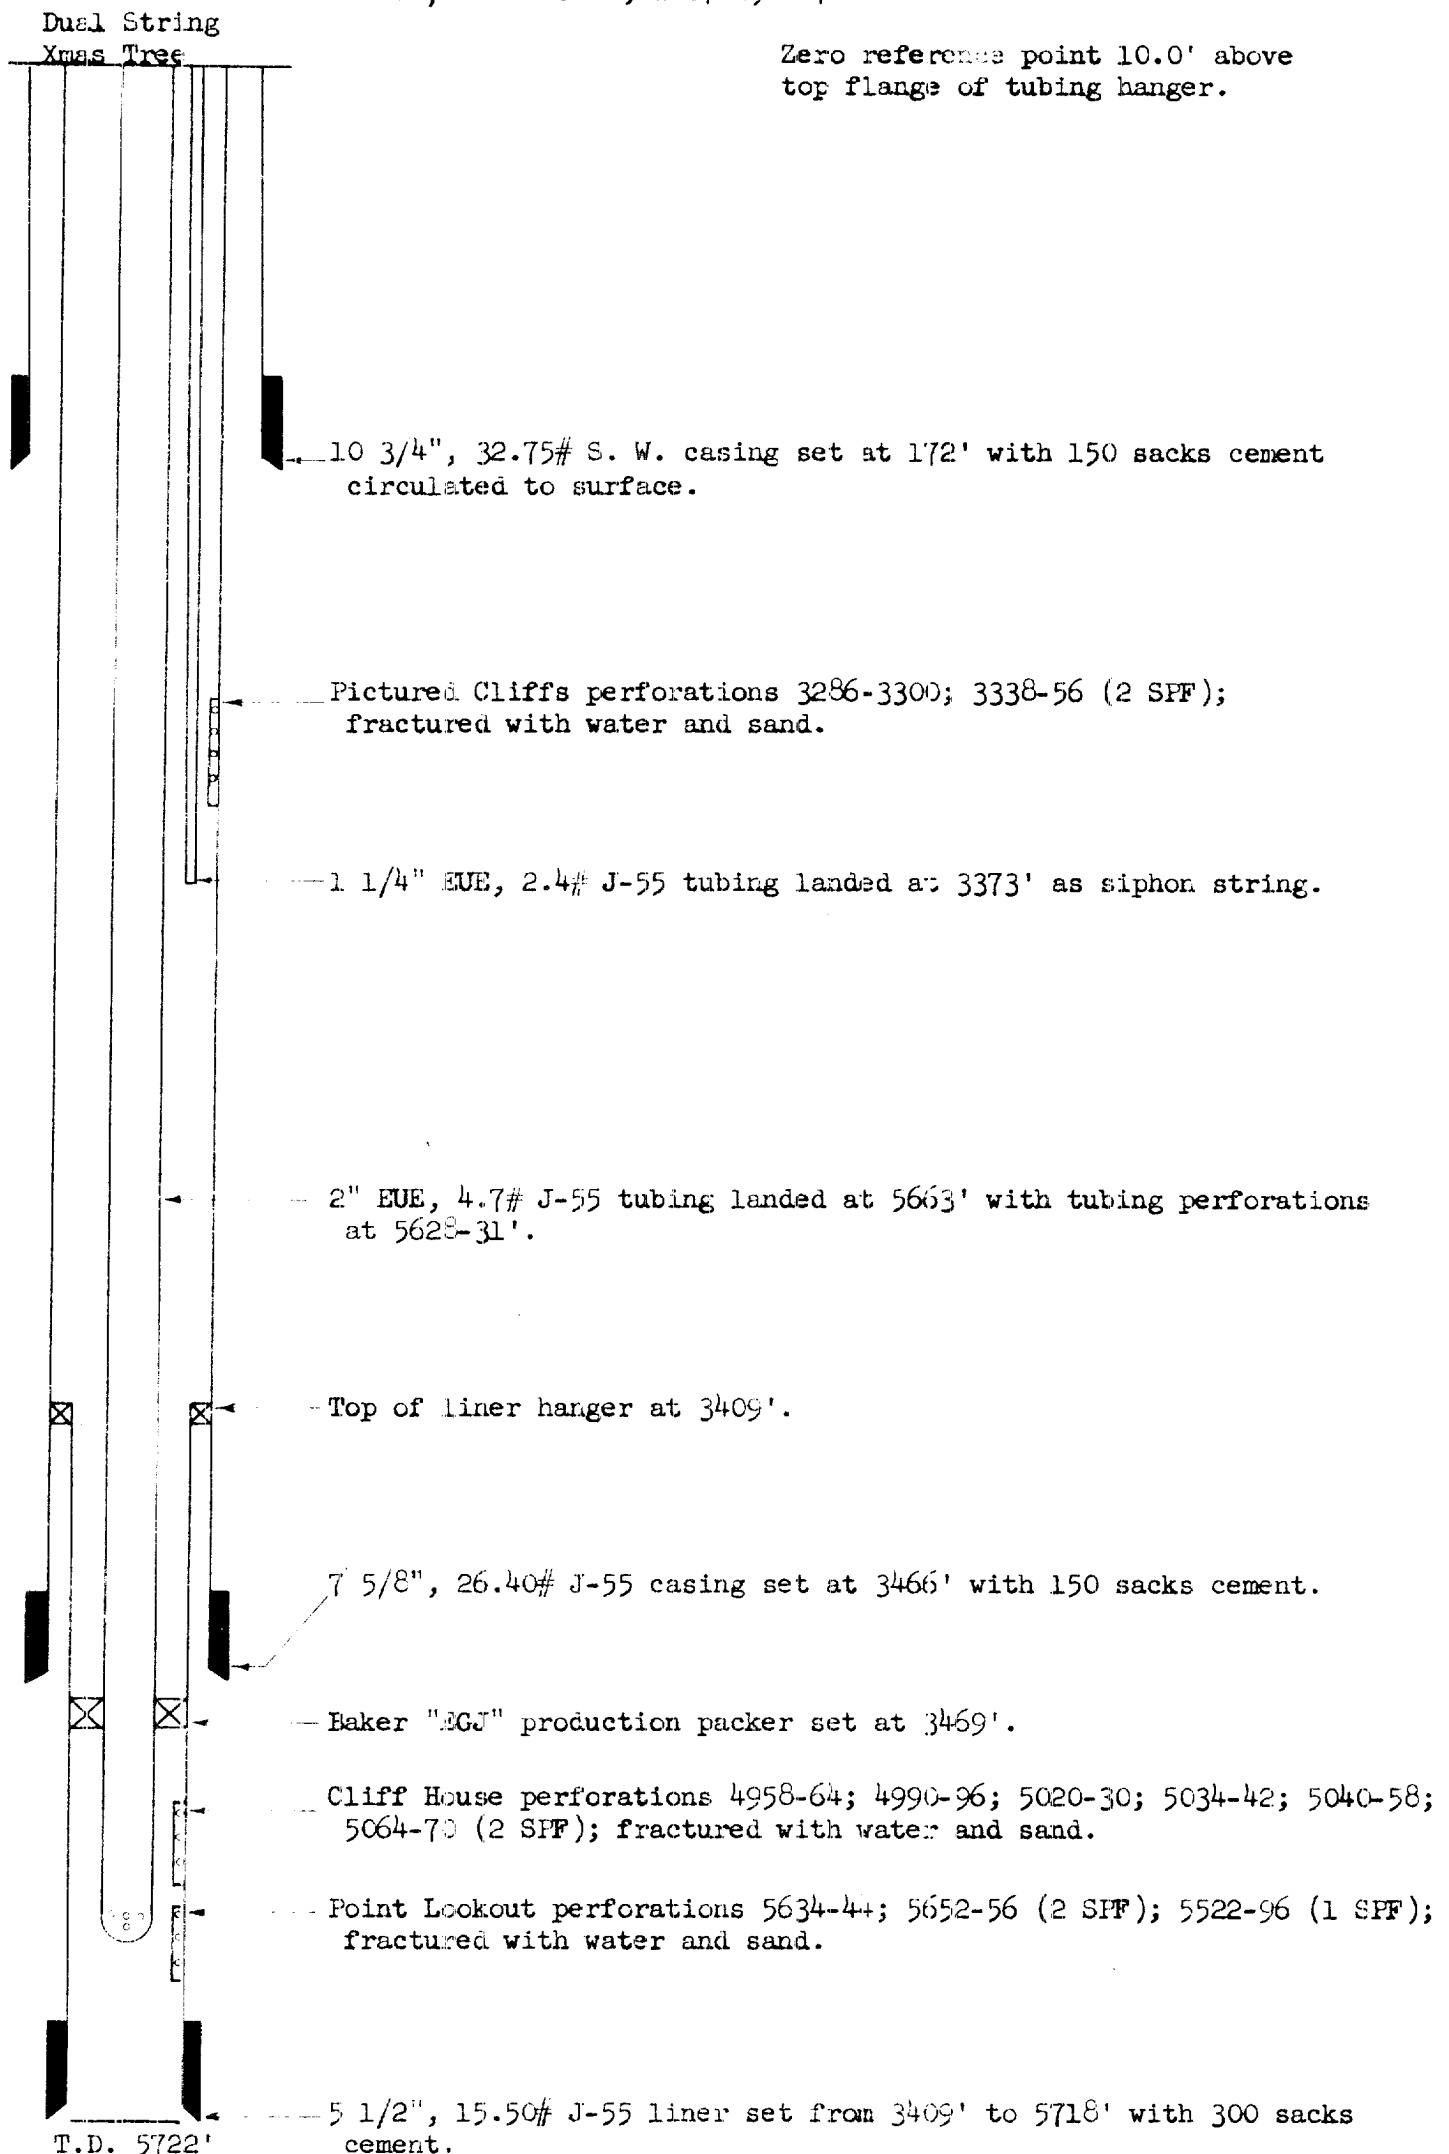 Dual String
Xmas Tree
Zero reference point 10.0' above
top flange of tubing hanger.
10 3/4", 32.75# S. W. casing set at 172' with 150 sacks cement
circulated to surface.
Pictured Cliffs perforations 3286-3300; 3338-56 (2 SPF);
fractured with water and sand.
1 1/4" EUE, 2.4# J-55 tubing landed at 3373' as siphon string.
2" EUE, 4.7# J-55 tubing landed at 5663' with tubing perforations
at 5628-31'.
Top of liner hanger at 3409'.
7 5/8", 26.40# J-55 casing set at 3466' with 150 sacks cement.
Baker "EGJ" production packer set at 3469'.
Cliff House perforations 4958-64; 4990-96; 5020-30; 5034-42; 5040-58;
5064-70 (2 SPF); fractured with water and sand.
Point Lookout perforations 5634-44; 5652-56 (2 SPF); 5522-96 (1 SPF);
fractured with water and sand.
5 1/2", 15.50# J-55 liner set from 3409' to 5718' with 300 sacks
T.D. 5722'
cement.